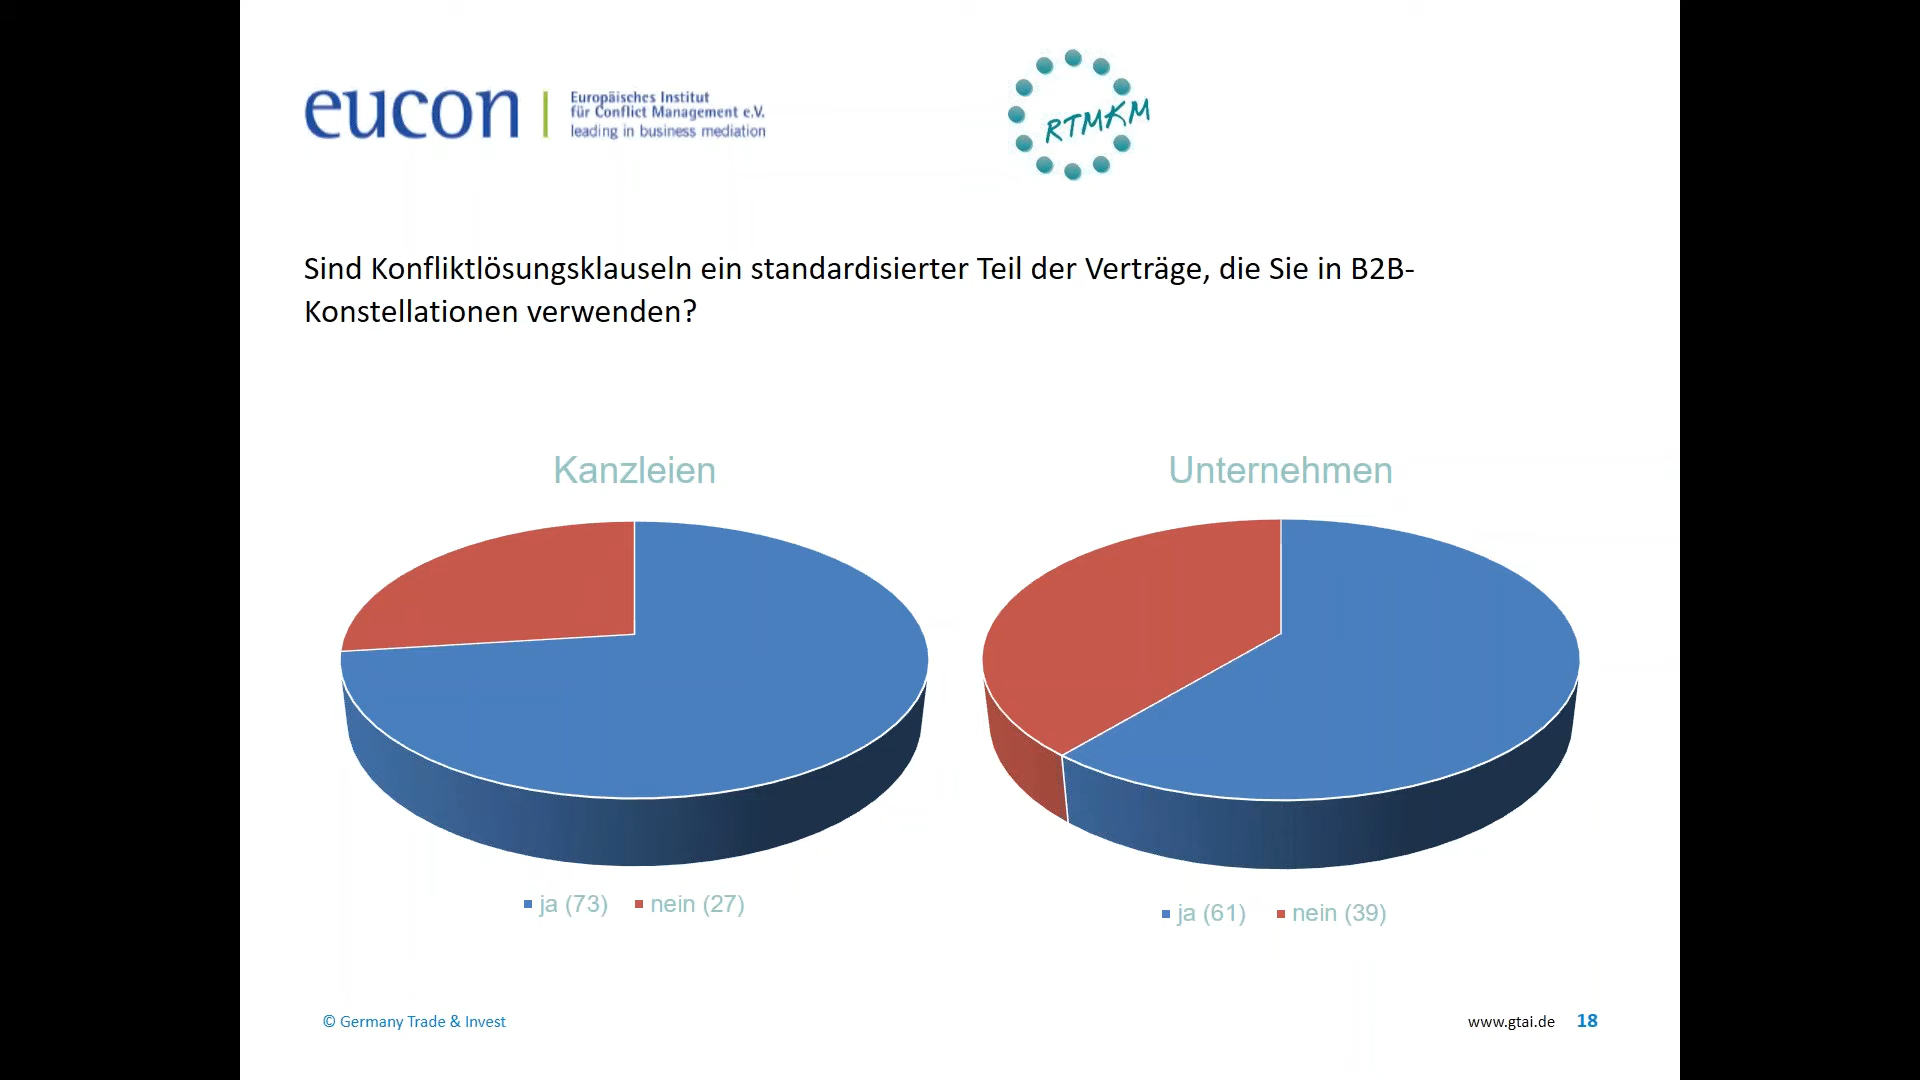 eucon
Europäisches Institut
für Conflict Management e.V.
leading in business mediation
RTMKM
Sind Konfliktlösungsklauseln ein standardisierter Teil der Verträge, die Sie in B2B-
Konstellationen verwenden?
Kanzleien
Unternehmen
ja (73) nein (27)
ja (61) nein (39)
© Germany Trade & Invest
www.gtai.de 18